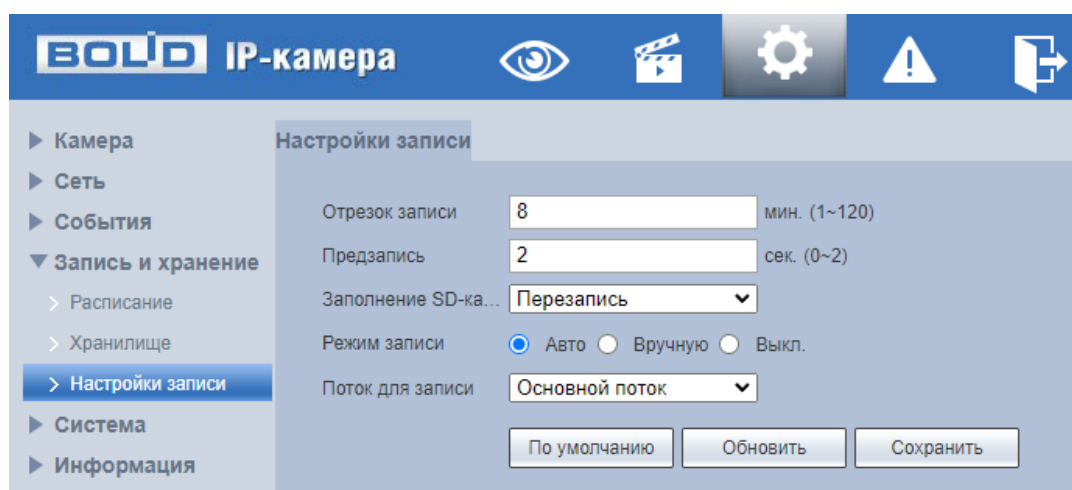 BOLID IP-камера
Камера
Сеть
События
Запись и хранение
Расписание
Хранилище
Настройки записи
Система
Информация
Настройки записи
Отрезок записи 8 мин. (1~120)
Предзапись 2 сек. (0~2)
Заполнение SD-ка... Перезапись
Режим записи Авто Вручную Выкл.
Поток для записи Основной поток
По умолчанию Обновить Сохранить